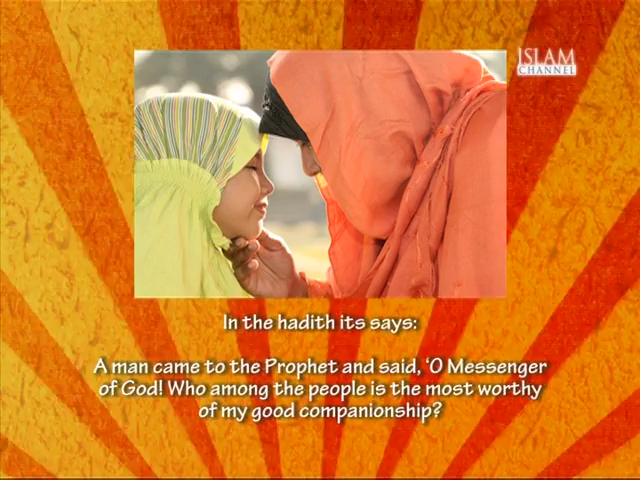 ISLAM
CHANNEL
In the hadith its says:
A man came to the Prophet and said, ‘O Messenger
of God! Who among the people is the most worthy
of my good companionship?